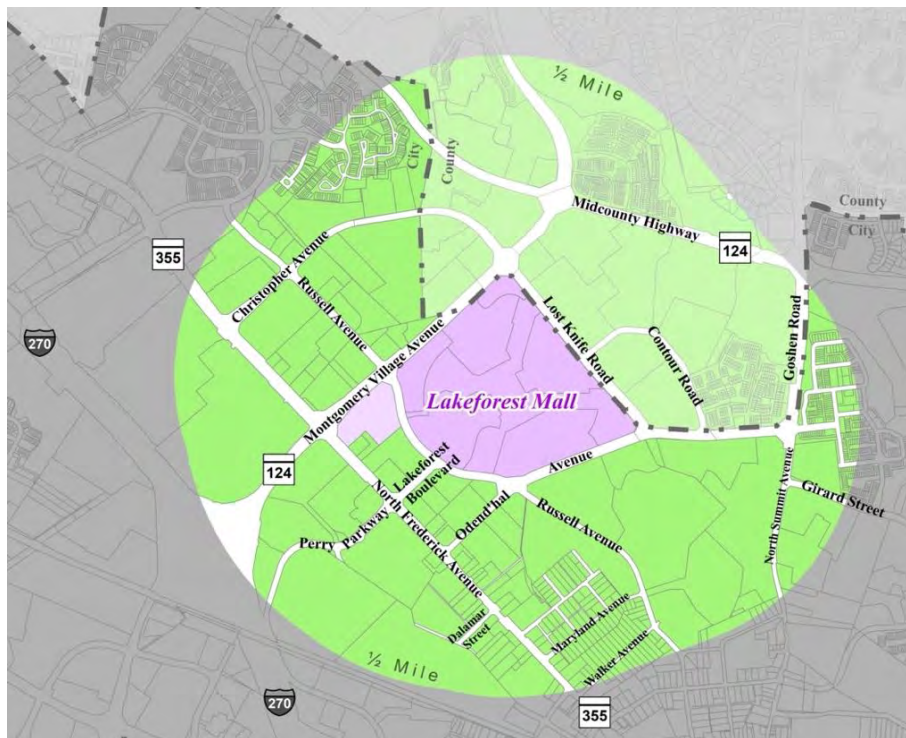 ½ Mile
City
County
County
City
Midcounty Highway
124
355
Christopher Avenue
Russell Avenue
270
Montgomery Village Avenue
Lost Knife Road
Contour Road
Goshen Road
Lakeforest Mall
124
Lakeforest
Boulevard
Avenue
Odend'hal
Russell Avenue
North Summit Avenue
Girard Street
North Frederick Avenue
Perry
Parkway
Dalamar
Street
Maryland Avenue
Walker Avenue
½ Mile
270
355